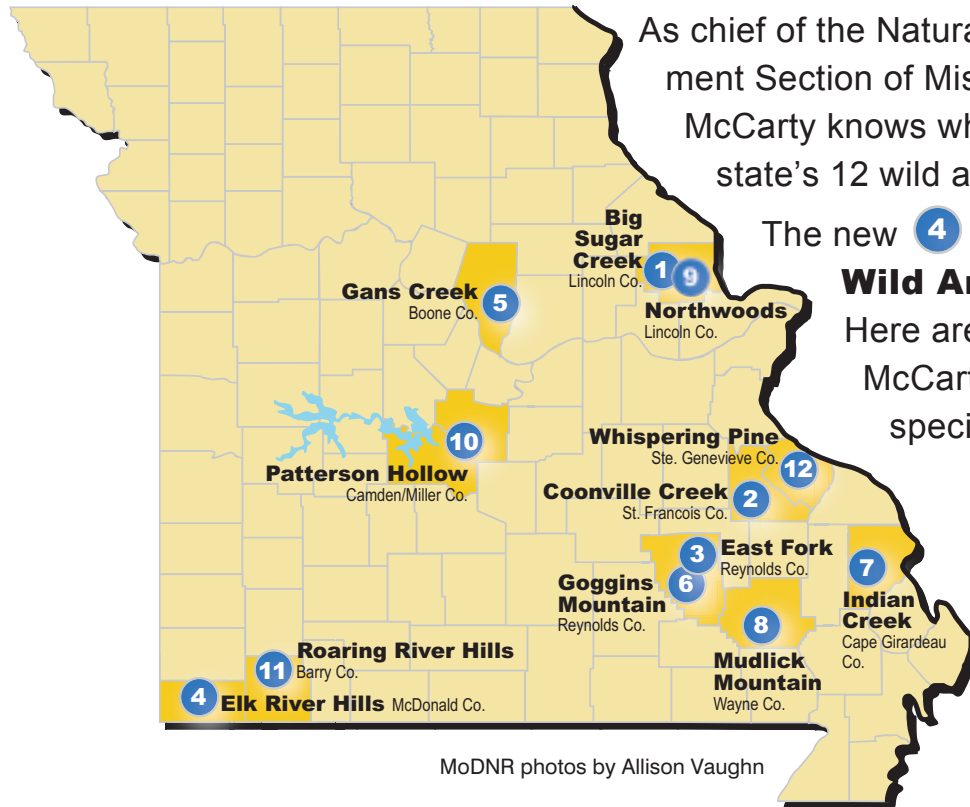 As chief of the Natura
ment Section of Mis
McCarty knows wh
state's 12 wild a
The new 4
Wild Ar
Here are
McCart
speci
Big
Sugar
Creek
Lincoln Co.
1
9
Northwoods
Lincoln Co.
Gans Creek
Boone Co.
5
10
Patterson Hollow
Camden/Miller Co.
Whispering Pine
Ste. Genevieve Co.
12
Coonville Creek
St. Francois Co.
2
3
East Fork
Reynolds Co.
Goggins
Mountain
Reynolds Co.
6
7
Indian
Creek
Cape Girardeau
Co.
8
Mudlick
Mountain
Wayne Co.
Roaring River Hills
Barry Co.
11
4
Elk River Hills McDonald Co.
MoDNR photos by Allison Vaughn